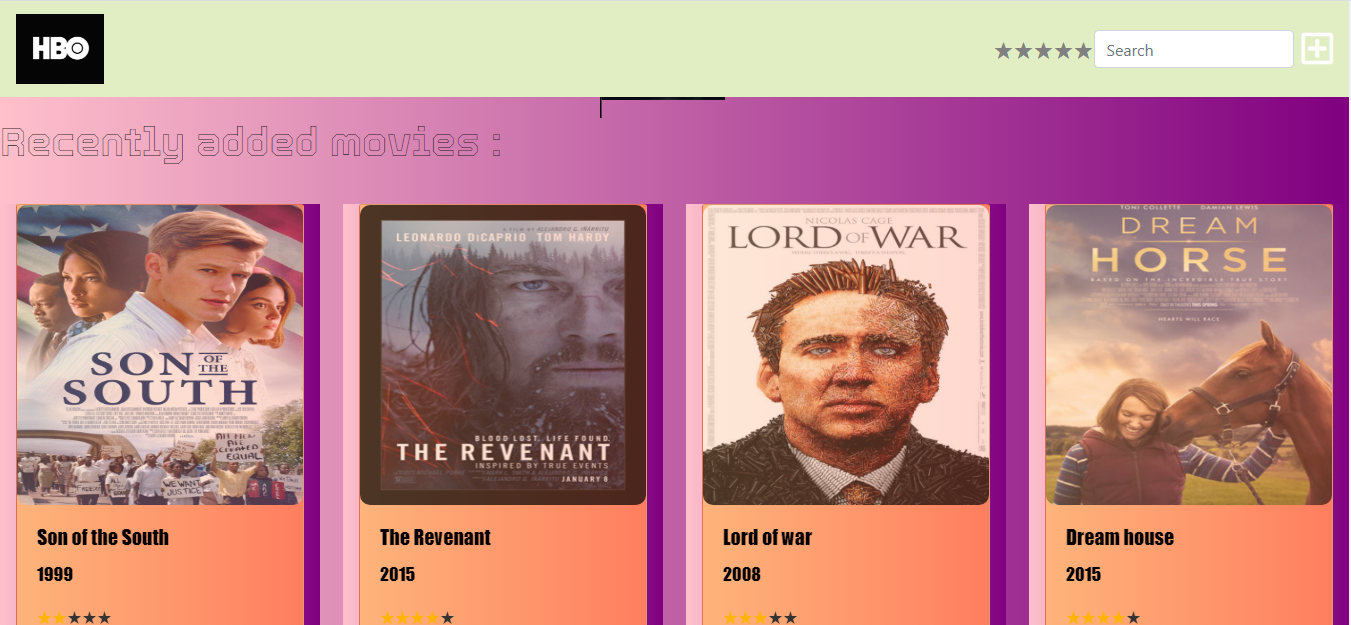 HBO
Search
Recently added movies :
SON OF THE
SOUTH
ALL MEN
ALL
CREATED
EQUAL
WE WANT
JUSTICE
A FILM BY ALEJANDRO G. IÑÁRRITU
LEONARDO DiCAPRIO TOM HARDY
BLOOD LOST. LIFE FOUND.
THE REVENANT
INSPIRED BY TRUE EVENTS
JANUARY 8
NICOLAS CAGE
LORD OF WAR
TONI COLLETTE DAMIAN LEWIS
DREAM
HORSE
BASED ON THE INCREDIBLE TRUE STORY
HEARTS WILL RACE
Son of the South
1999
The Revenant
2015
Lord of war
2008
Dream house
2015